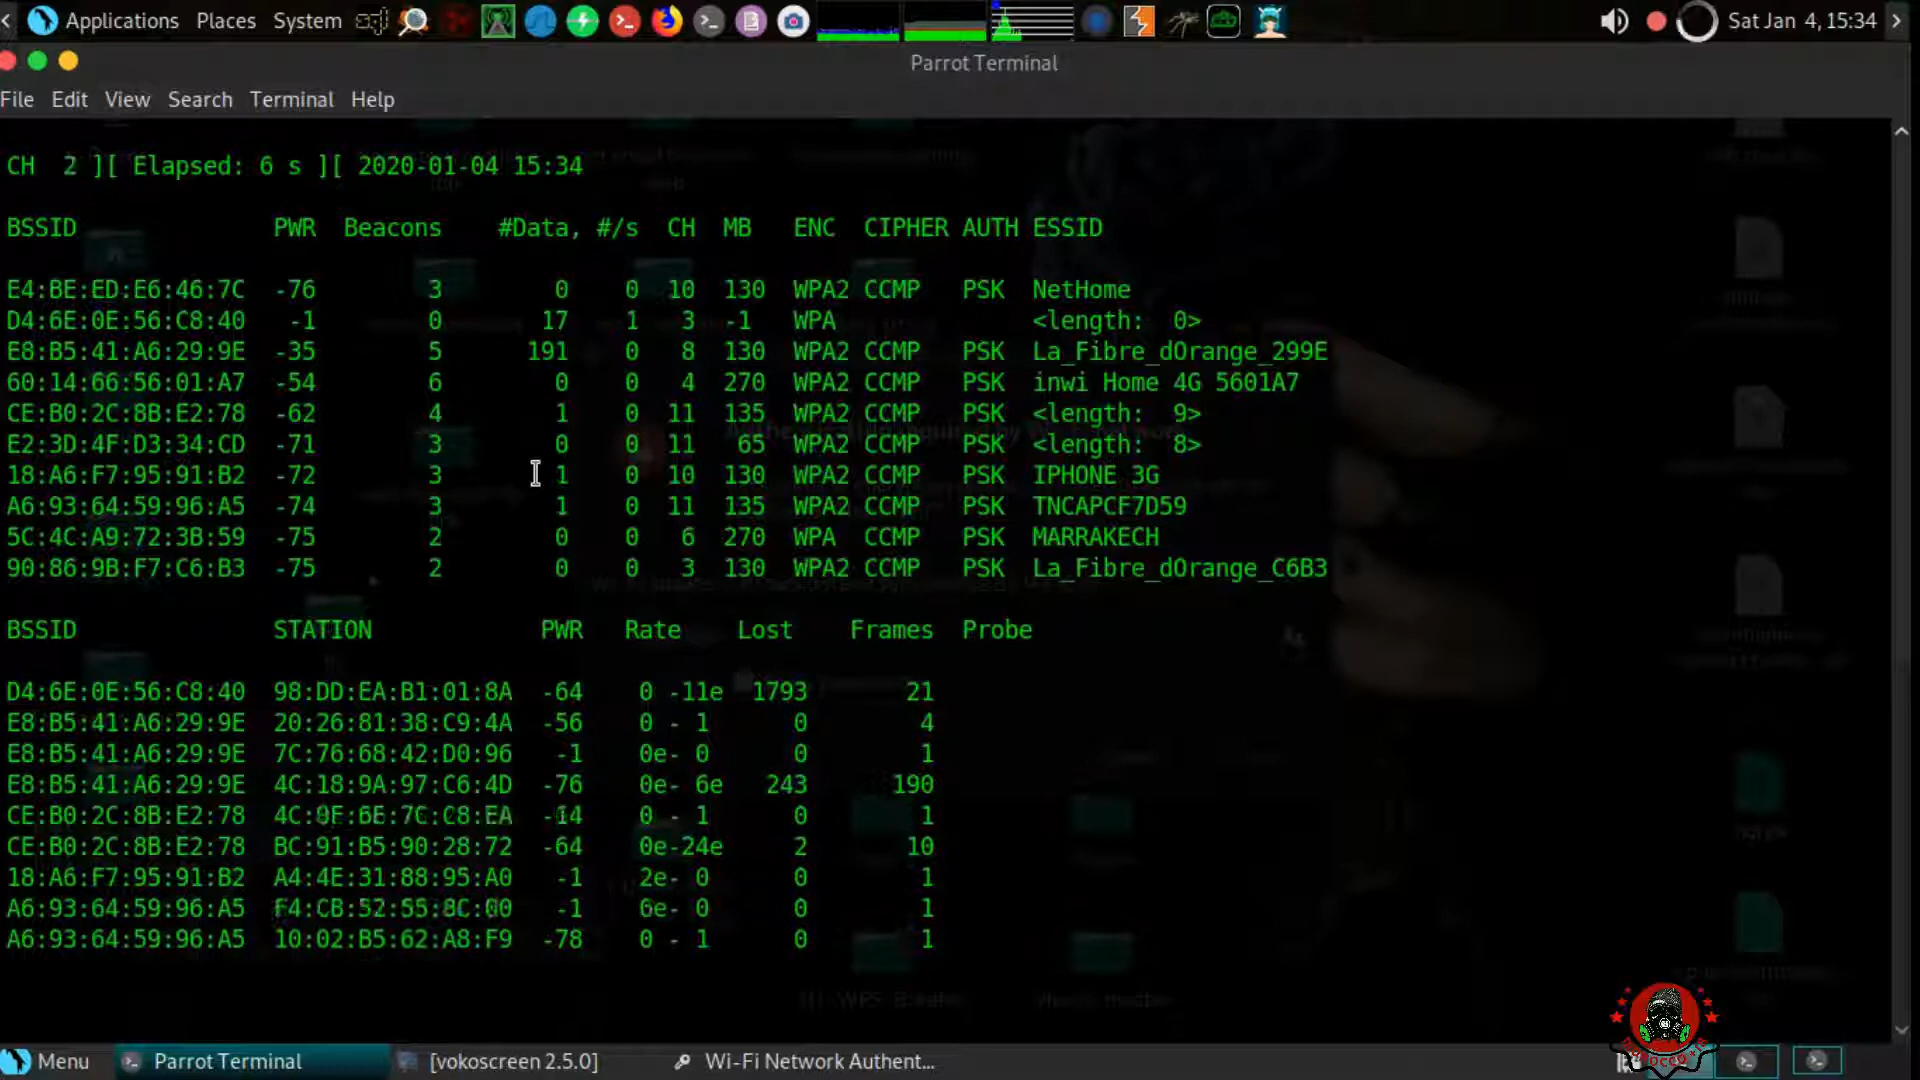 Applications Places System Sat Jan 4, 15:34
Parrot Terminal
File Edit View Search Terminal Help
CH 2 ][ Elapsed: 6 s ][ 2020-01-04 15:34
BSSID PWR Beacons #Data, #/s CH MB ENC CIPHER AUTH ESSID
E4:BE:ED:E6:46:7C -76 3 0 0 10 130 WPA2 CCMP PSK NetHome
D4:6E:0E:56:C8:40 -1 0 17 1 3 -1 WPA <length: 0>
E8:B5:41:A6:29:9E -35 5 191 0 8 130 WPA2 CCMP PSK La_Fibre_dOrange_299E
60:14:66:56:01:A7 -54 6 0 0 4 270 WPA2 CCMP PSK inwi Home 4G 5601A7
CE:B0:2C:8B:E2:78 -62 4 1 0 11 135 WPA2 CCMP PSK <length: 9>
E2:3D:4F:D3:34:CD -71 3 0 0 11 65 WPA2 CCMP PSK <length: 8>
18:A6:F7:95:91:B2 -72 3 1 0 10 130 WPA2 CCMP PSK IPHONE 3G
A6:93:64:59:96:A5 -74 3 1 0 11 135 WPA2 CCMP PSK TNCAPCF7D59
5C:4C:A9:72:3B:59 -75 2 0 0 6 270 WPA CCMP PSK MARRAKECH
90:86:9B:F7:C6:B3 -75 2 0 0 3 130 WPA2 CCMP PSK La_Fibre_dOrange_C6B3
BSSID STATION PWR Rate Lost Frames Probe
D4:6E:0E:56:C8:40 98:DD:EA:B1:01:8A -64 0 -11e 1793 21
E8:B5:41:A6:29:9E 20:26:81:38:C9:4A -56 0 - 1 0 4
E8:B5:41:A6:29:9E 7C:76:68:42:D0:96 -1 0e- 0 0 1
E8:B5:41:A6:29:9E 4C:18:9A:97:C6:4D -76 0e- 6e 243 190
CE:B0:2C:8B:E2:78 -14 0 - 1 0 1
CE:B0:2C:8B:E2:78 BC:91:B5:90:28:72 -64 0e-24e 2 10
18:A6:F7:95:91:B2 A4:4E:31:88:95:A0 -1 2e- 0 0 1
A6:93:64:59:96:A5 -1 0 1
A6:93:64:59:96:A5 10:02:B5:62:A8:F9 -78 0 - 1 0 1
Menu Parrot Terminal [vokoscreen 2.5.0] Wi-Fi Network Authent...